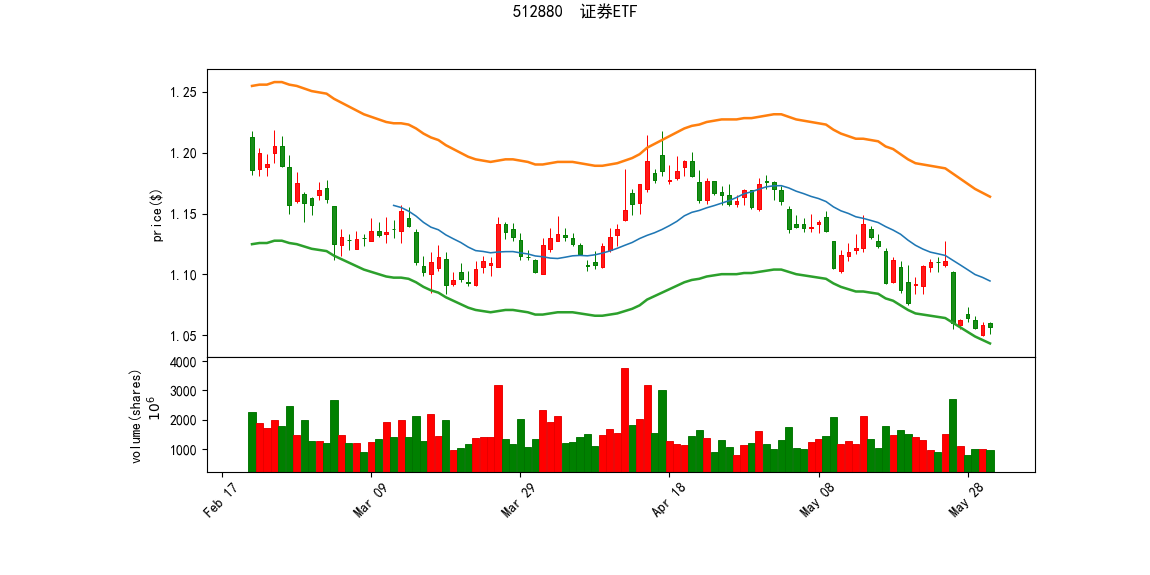 512880  证券ETF
price($)
1.25
1.20
1.15
1.10
1.05
volume(shares)
10^6
4000
3000
2000
1000
Feb 17
Mar 09
Mar 29
Apr 18
May 08
May 28